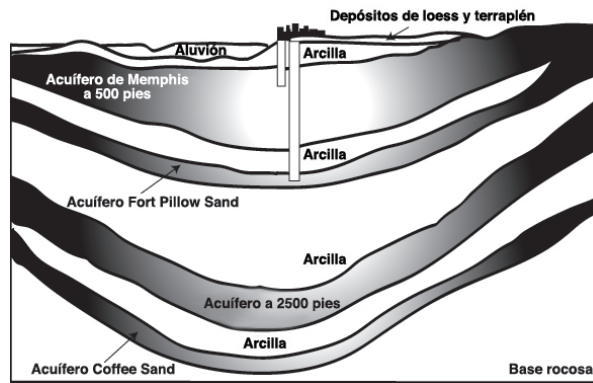 Depósitos de loess y terraplén
Aluvión
Arcilla
Acuífero de Memphis
a 500 pies
Arcilla
Acuífero Fort Pillow Sand
Arcilla
Acuífero a 2500 pies
Arcilla
Acuífero Coffee Sand
Base rocosa